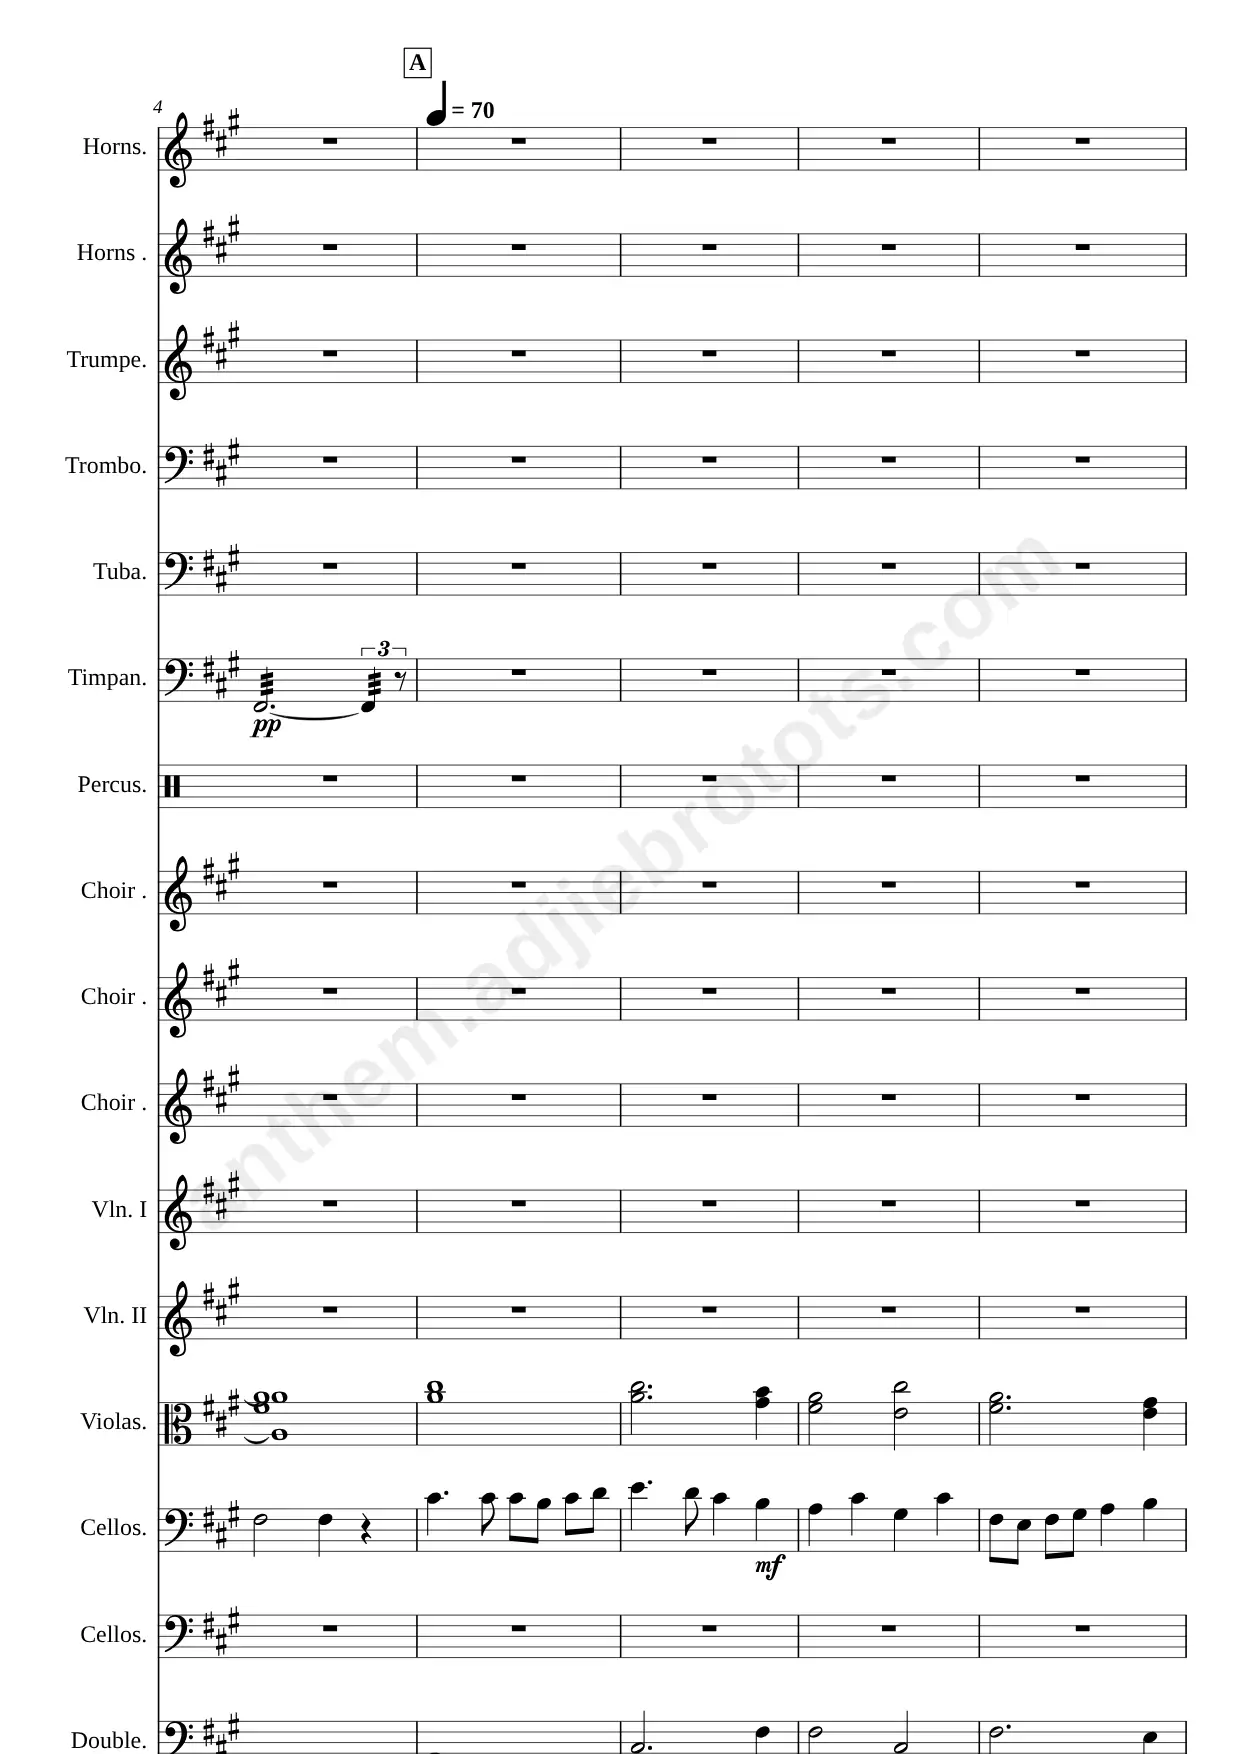 A
4
= 70
Horns.
Horns .
Trumpe.
Trombo.
Tuba.
3
Timpan.
pp
Percus.
Choir .
Choir .
Choir .
Vln. I
Vln. II
Violas.
Cellos.
mf
Cellos.
Double.
anthem.adjiebrotots.com